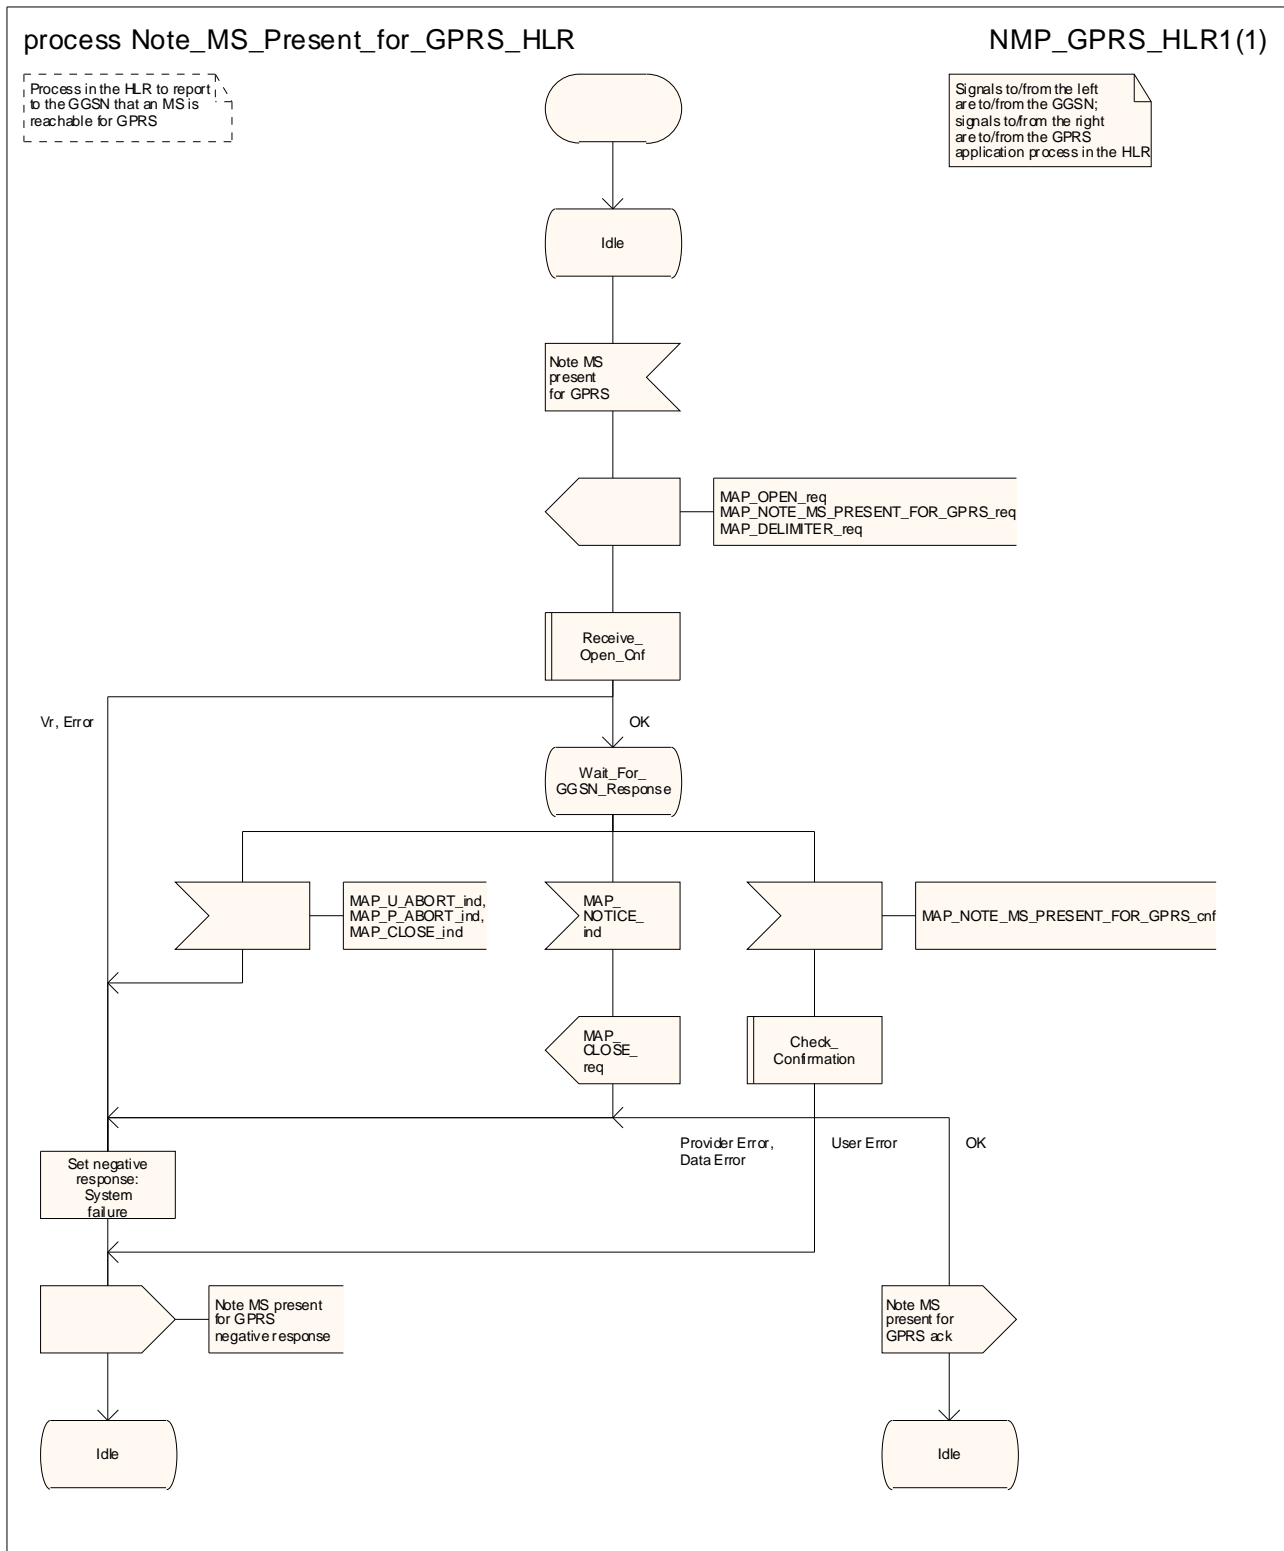 process Note_MS_Present_for_GPRS_HLR
NMP_GPRS_HLR1(1)
Process in the HLR to report
to the GGSN that an MS is
reachable for GPRS
Signals to/from the left
are to/from the GGSN;
signals to/from the right
are to/from the GPRS
application process in the HLR
Idle
Note MS
present
for GPRS
MAP_OPEN_req
MAP_NOTE_MS_PRESENT_FOR_GPRS_req
MAP_DELIMITER_req
Receive_
Open_Cnf
Vr, Error
OK
Wait_For_
GGSN_Response
MAP_U_ABORT_ind,
MAP_P_ABORT_ind,
MAP_CLOSE_ind
MAP_
NOTICE_
ind
MAP_NOTE_MS_PRESENT_FOR_GPRS_cnf
MAP_
CLOSE_
req
Check_
Confirmation
Provider Error,
Data Error
User Error
OK
Set negative
response:
System
failure
Note MS present
for GPRS
negative response
Note MS
present for
GPRS ack
Idle
Idle